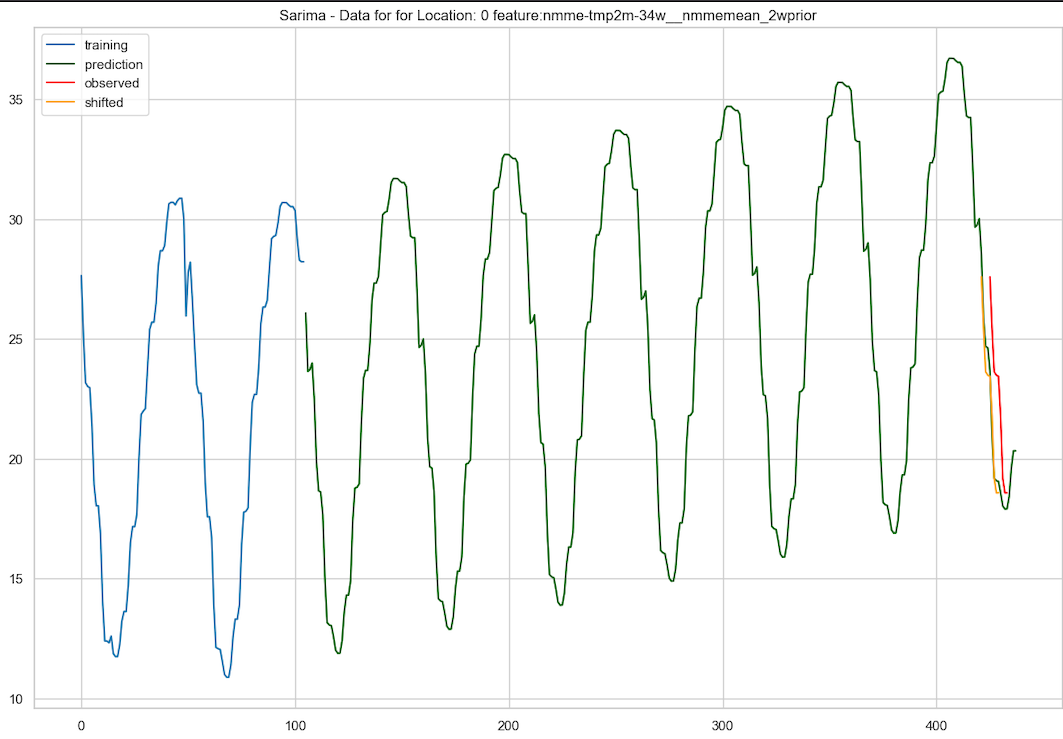 Sarima - Data for for Location: 0 feature:nmme-tmp2m-34w__nmmemean_2wprior
training
prediction
observed
shifted
35
30
25
20
15
10
0 100 200 300 400